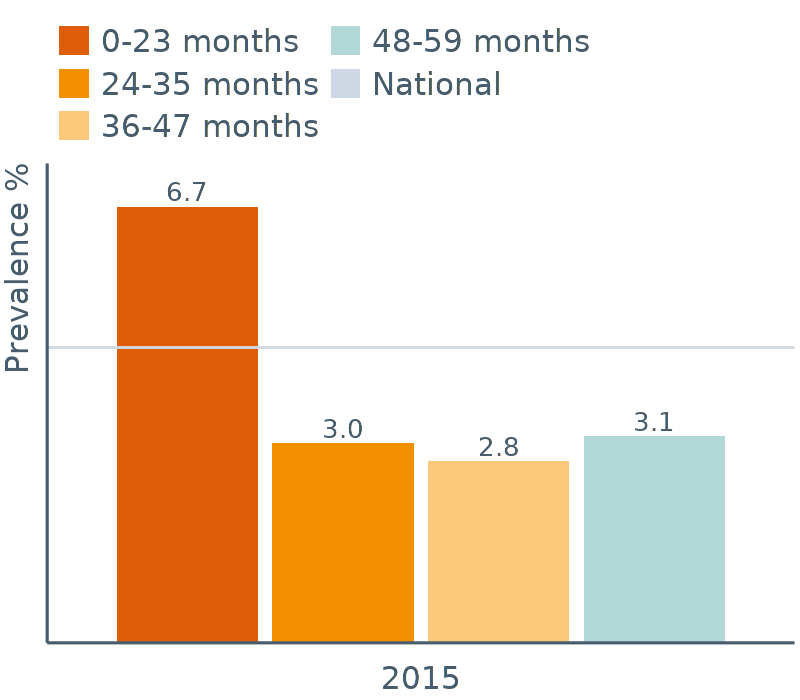 0-23 months
24-35 months
36-47 months
48-59 months
National
Prevalence %
6.7
3.0
2.8
3.1
2015